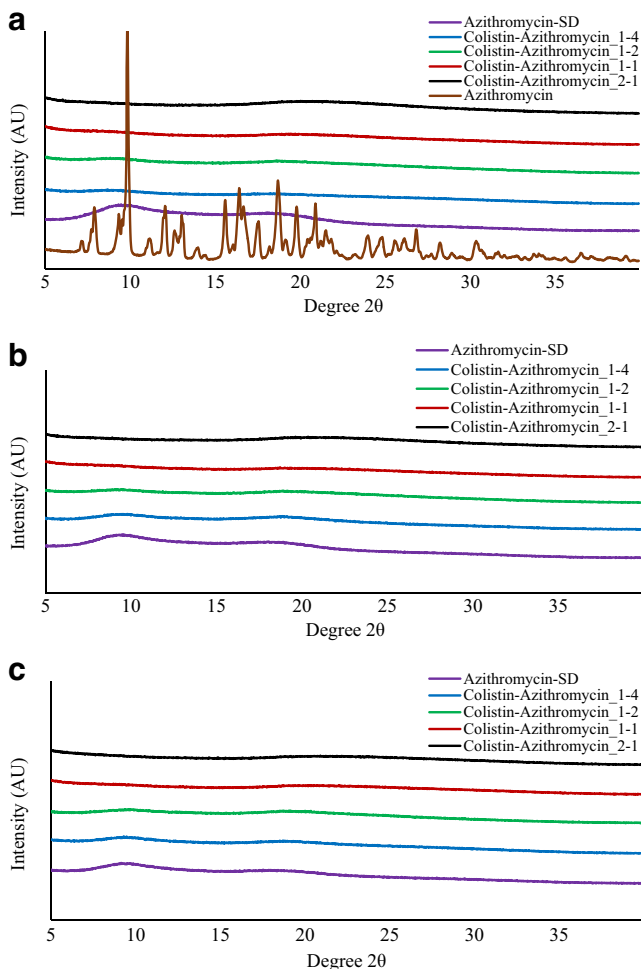 a
Azithromycin-SD
Colistin-Azithromycin_1-4
Colistin-Azithromycin_1-2
Colistin-Azithromycin_1-1
Colistin-Azithromycin_2-1
Azithromycin
Intensity (AU)
5 10 15 20 25 30 35
Degree 2θ
b
Azithromycin-SD
Colistin-Azithromycin_1-4
Colistin-Azithromycin_1-2
Colistin-Azithromycin_1-1
Colistin-Azithromycin_2-1
Intensity (AU)
5 10 15 20 25 30 35
Degree 2θ
c
Azithromycin-SD
Colistin-Azithromycin_1-4
Colistin-Azithromycin_1-2
Colistin-Azithromycin_1-1
Colistin-Azithromycin_2-1
Intensity (AU)
5 10 15 20 25 30 35
Degree 2θ